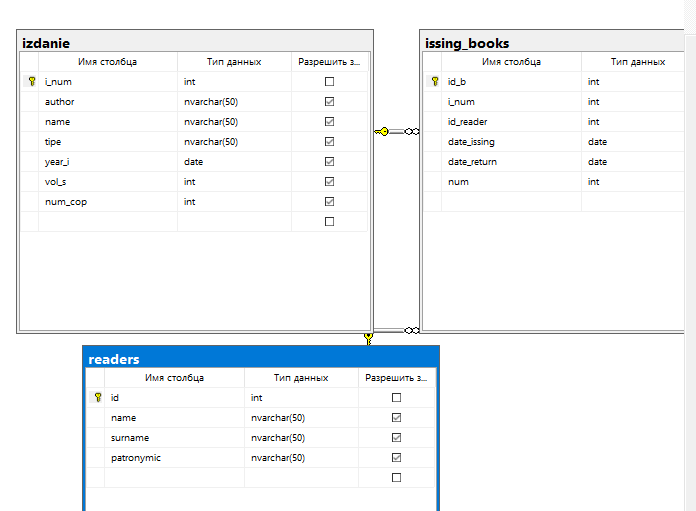 izdanie
Имя столбца Тип данных Разрешить з...
i_num int
author nvarchar(50)
name nvarchar(50)
tipe nvarchar(50)
year_i date
vol_s int
num_cop int
issing_books
Имя столбца Тип данных
id_b int
i_num int
id_reader int
date_issing date
date_return date
num int
readers
Имя столбца Тип данных Разрешить з...
id int
name nvarchar(50)
surname nvarchar(50)
patronymic nvarchar(50)